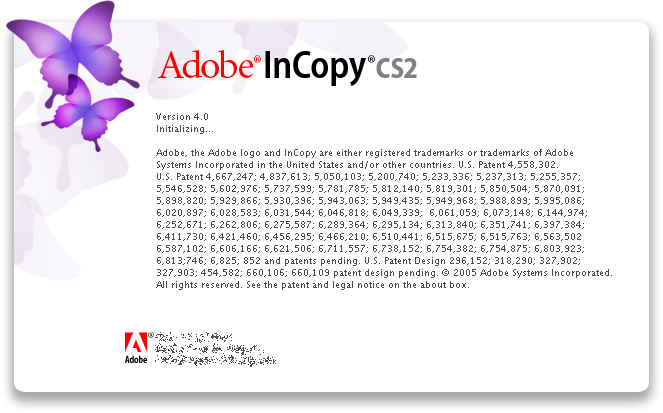 Adobe® InCopy® CS2
Version 4.0
Initializing...
Adobe, the Adobe logo and InCopy are either registered trademarks or trademarks of Adobe
Systems Incorporated in the United States and/or other countries. U.S. Patent 4,558,302.
U.S. Patent 4,667,247; 4,837,613; 5,050,103; 5,200,740; 5,233,336; 5,237,313; 5,255,357;
5,546,528; 5,602,976; 5,737,599; 5,781,785; 5,812,140; 5,819,301; 5,850,504; 5,870,091;
5,898,820; 5,929,866; 5,930,396; 5,943,063; 5,949,435; 5,949,968; 5,988,899; 5,995,086;
6,020,897; 6,028,583; 6,031,544; 6,046,818; 6,049,339;  6,061,059; 6,073,148; 6,144,974;
6,252,671; 6,262,806; 6,275,587; 6,289,364; 6,295,134; 6,313,840; 6,351,741; 6,397,384;
6,411,730; 6,421,460; 6,456,295; 6,466,210; 6,510,441; 6,515,675; 6,515,763; 6,563,502
6,587,102; 6,606,166; 6,621,506; 6,711,557; 6,738,152; 6,754,382; 6,754,875; 6,803,923;
6,813;746; 6,825; 852 and patents pending. U.S. Patent Design 296,152; 318,290; 327,902;
327,903; 454,582; 660,106; 660,109 patent design pending. © 2005 Adobe Systems Incorporated.
All rights reserved. See the patent and legal notice on the about box.
Adobe®